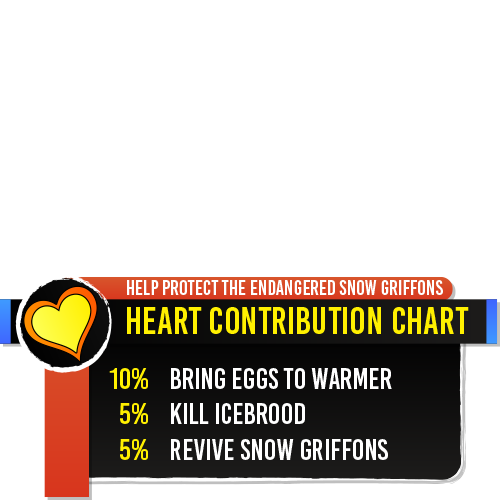 HELP PROTECT THE ENDANGERED SNOW GRIFFONS
HEART CONTRIBUTION CHART
10% BRING EGGS TO WARMER
5% KILL ICEBROOD
5% REVIVE SNOW GRIFFONS